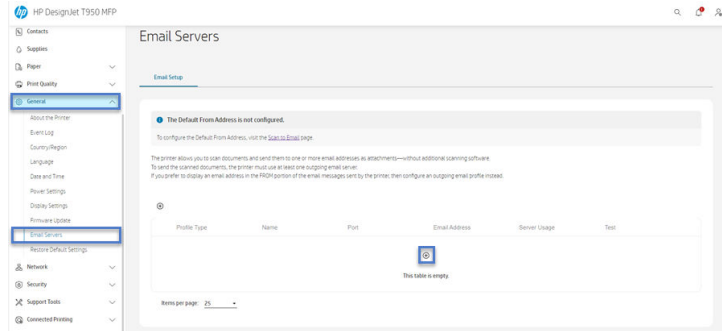 hp HP DesignJet T950 MFP
Contacts
Supplies
Paper
Print Quality
General
About the Printer
Event Log
Country/Region
Language
Date and Time
Power Settings
Display Settings
Firmware Update
Email Servers
Restore Default Settings
Network
Security
Support Tools
Connected Printing
Email Servers
Email Setup
The Default From Address is not configured.
To configure the Default From Address, visit the Scan to Email page.
The printer allows you to scan documents and send them to one or more email addresses as attachments—without additional scanning software.
To send the scanned documents, the printer must use at least one outgoing email server.
If you prefer to display an email address in the FROM portion of the email messages sent by the printer, then configure an outgoing email profile instead.
Profile Type Name Port Email Address Server Usage Test
This table is empty.
Items per page: 25